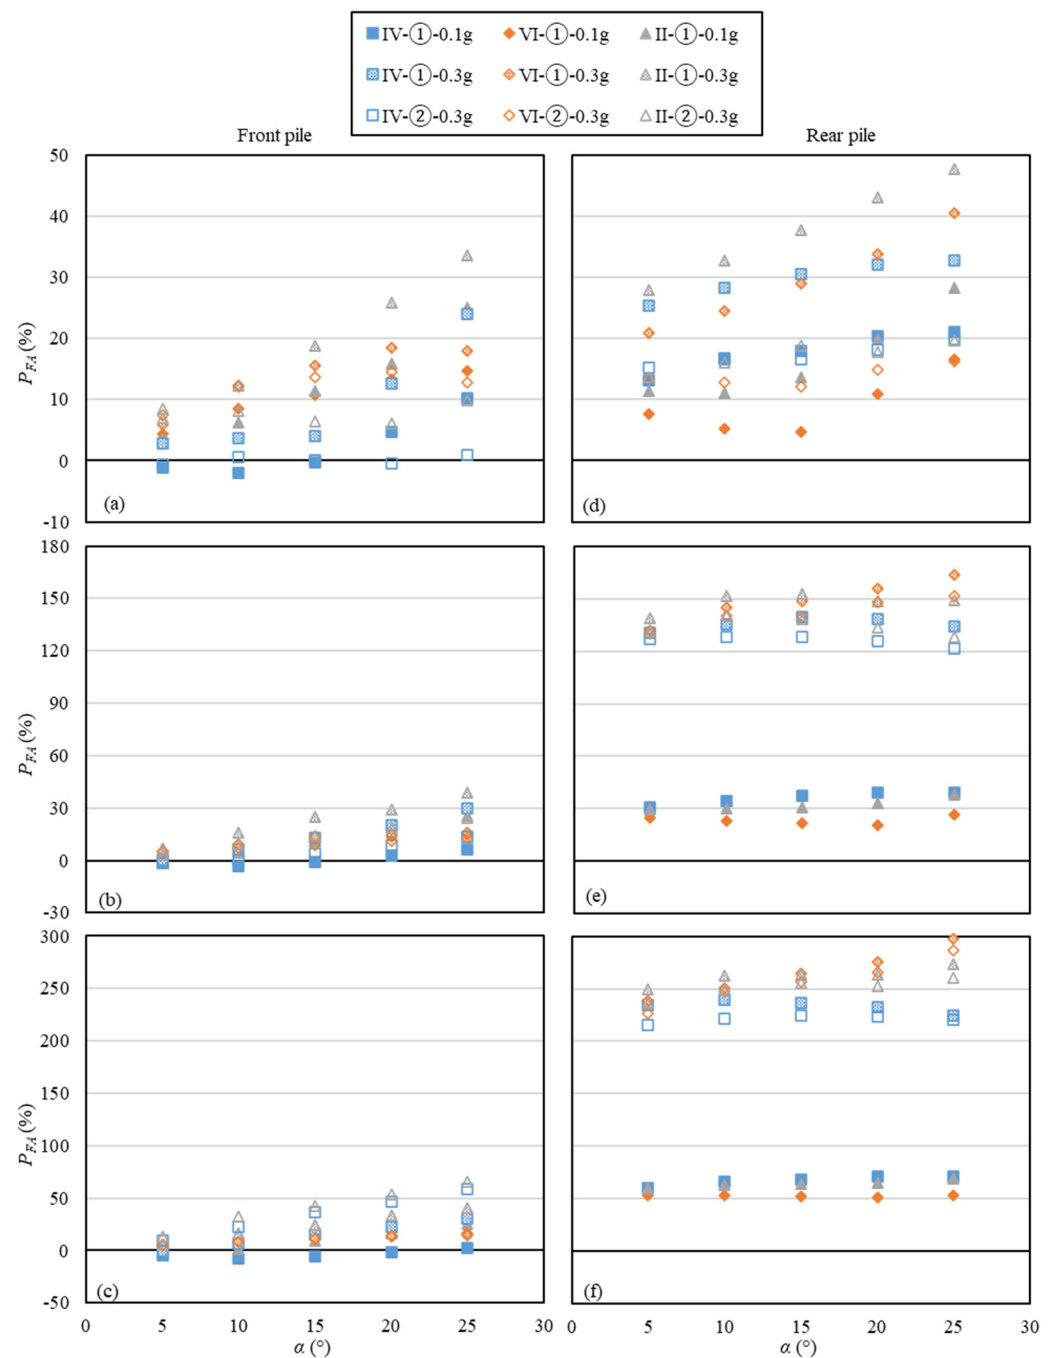 IV-①-0.1g VI-①-0.1g II-①-0.1g
IV-①-0.3g VI-①-0.3g II-①-0.3g
IV-②-0.3g VI-②-0.3g II-②-0.3g
Front pile Rear pile
50
40
30
20
10
0
-10
P_FA (%)
(a)
(d)
180
150
120
90
60
30
0
-30
P_FA (%)
(b)
(e)
300
250
200
150
100
50
0
-50
P_FA (%)
(c)
(f)
0 5 10 15 20 25 30 0 5 10 15 20 25 30
α (°) α (°)